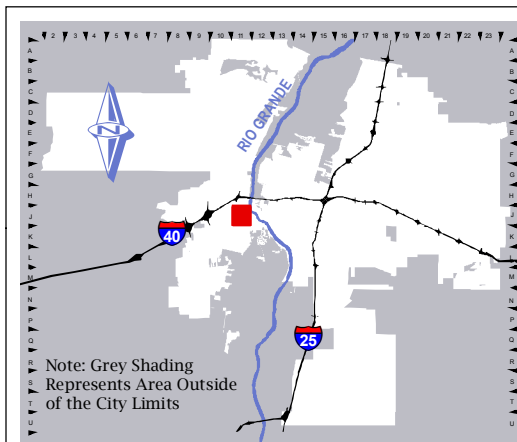 2 3 4 5 6 7 8 9 10 11 12 13 14 15 16 17 18 19 20 21 22 23
A A
B B
C C
D D
E E
F F
G G
H H
J J
K K
L L
M M
N N
P P
Q Q
R R
S S
T T
U U
N
RIO GRANDE
40
25
Note: Grey Shading
Represents Area Outside
of the City Limits